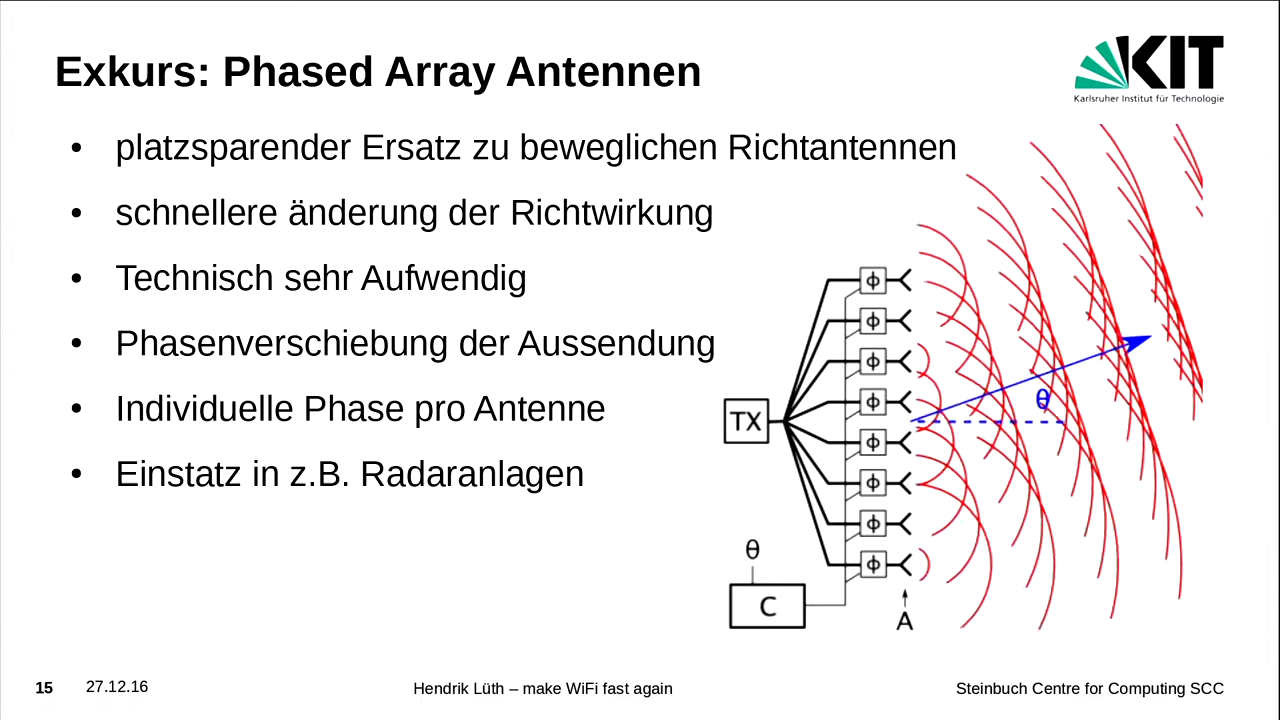 Exkurs: Phased Array Antennen
KIT
Karlsruher Institut für Technologie
• platzsparender Ersatz zu beweglichen Richtantennen
• schnellere änderung der Richtwirkung
• Technisch sehr Aufwendig
• Phasenverschiebung der Aussendung
• Individuelle Phase pro Antenne
• Einstatz in z.B. Radaranlagen
ϕ
ϕ
ϕ
ϕ
ϕ
ϕ
ϕ
ϕ
TX
θ
θ
C
A
15 27.12.16 Hendrik Lüth – make WiFi fast again Steinbuch Centre for Computing SCC